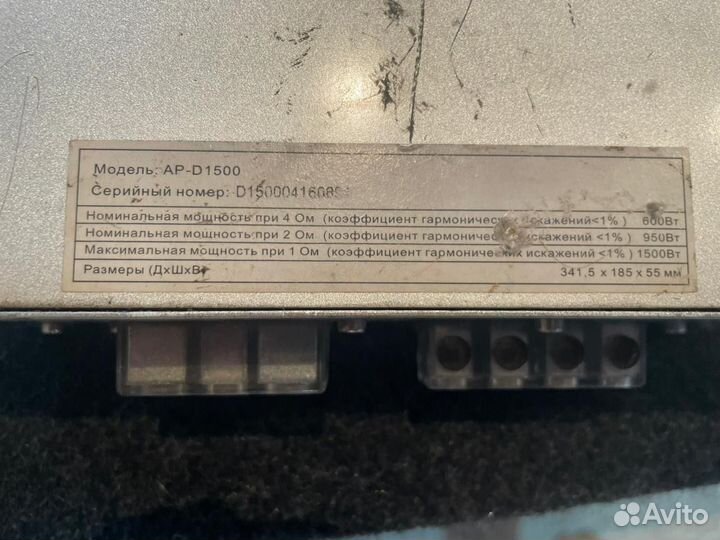 Модель: AP-D1500
Серийный номер:
Номинальная мощность при 4 Ом (коэффициент гармонических искажений<1% ) 600Вт
Номинальная мощность при 2 Ом (коэффициент гармонических искажений <1% ) 950Вт
Максимальная мощность при 1 Ом (коэффициент гармонических искажений <1% ) 1500Вт
Размеры (ДхШхВ) 341,5 x 185 x 55 мм
Avito